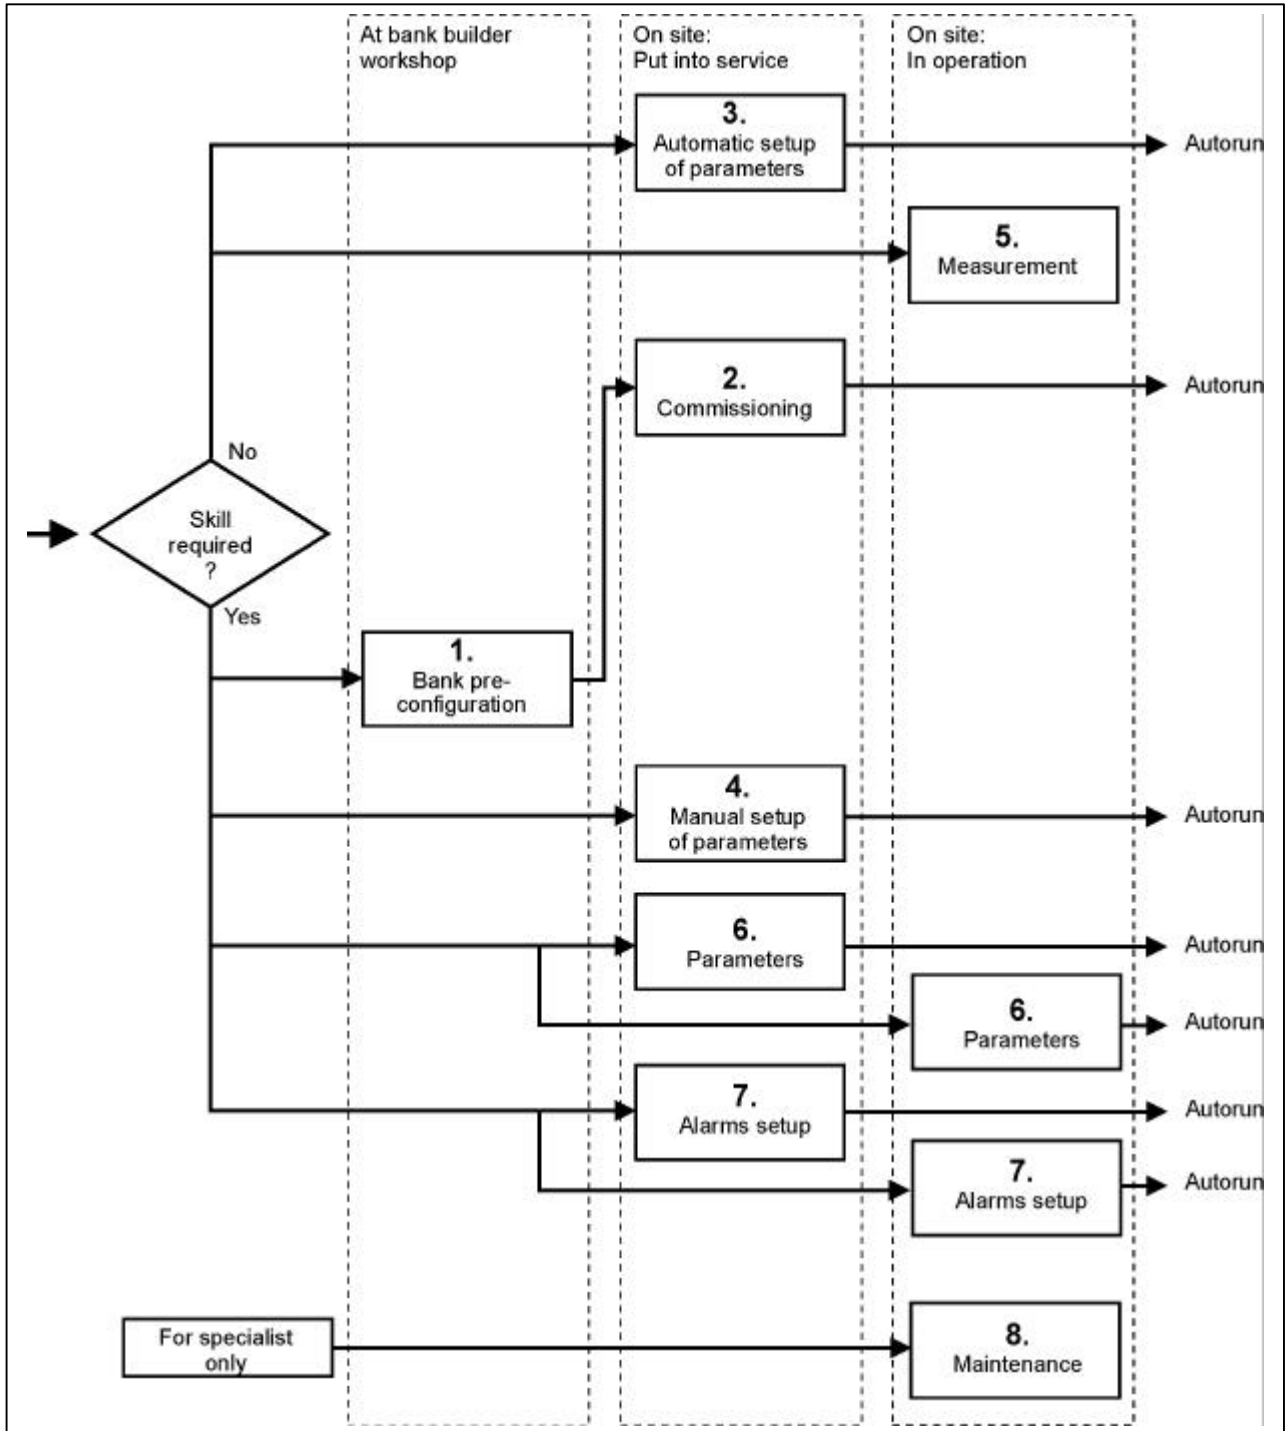 At bank builder
workshop
On site:
Put into service
On site:
In operation
3.
Automatic setup
of parameters
Autorun
5.
Measurement
2.
Commissioning
Autorun
No
Skill
required
?
Yes
1.
Bank pre-
configuration
4.
Manual setup
of parameters
Autorun
6.
Parameters
Autorun
6.
Parameters
Autorun
7.
Alarms setup
Autorun
7.
Alarms setup
Autorun
For specialist
only
8.
Maintenance